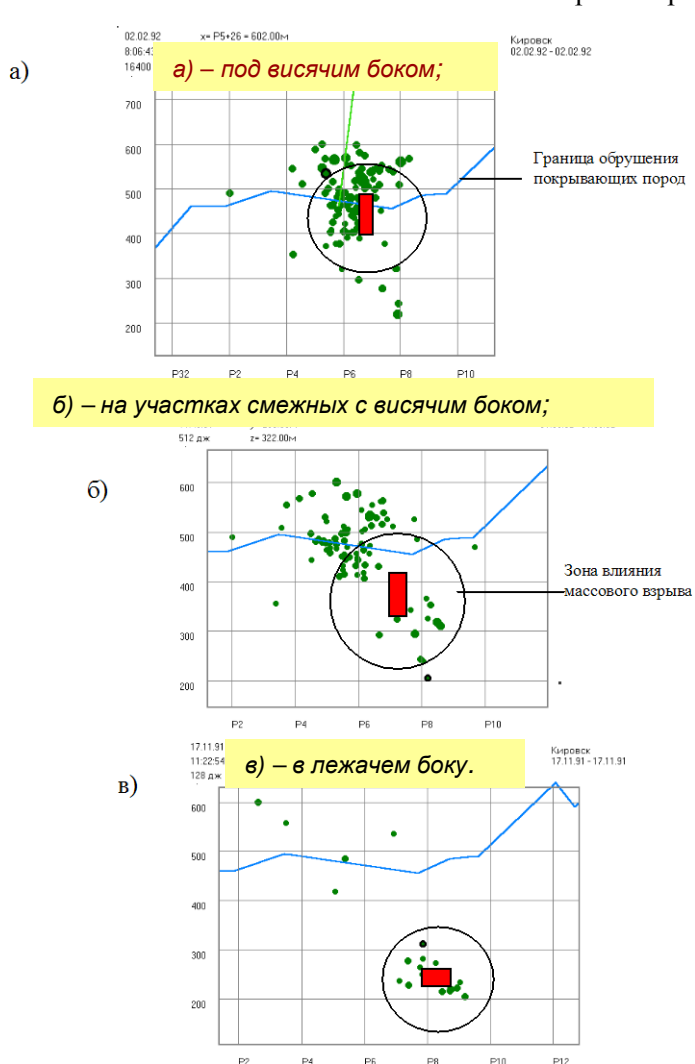 02.02.92 x= P5+26 = 602.00м
Кировск
8:06:43
02.02.92 - 02.02.92
16400
а)
а) – под висячим боком;
700
600
Граница обрушения
покрывающих пород
500
400
300
200
P32 P2 P4 P6 P8 P10
б) – на участках смежных с висячим боком;
512 дж z= 322.00м
б)
600
500
Зона влияния
массового взрыва
400
300
200
P2 P4 P6 P8 P10
17.11.91
Кировск
11:22:54
17.11.91 - 17.11.91
128 дж
в)
в) – в лежачем боку.
600
500
400
300
200
P2 P4 P6 P8 P10 P12